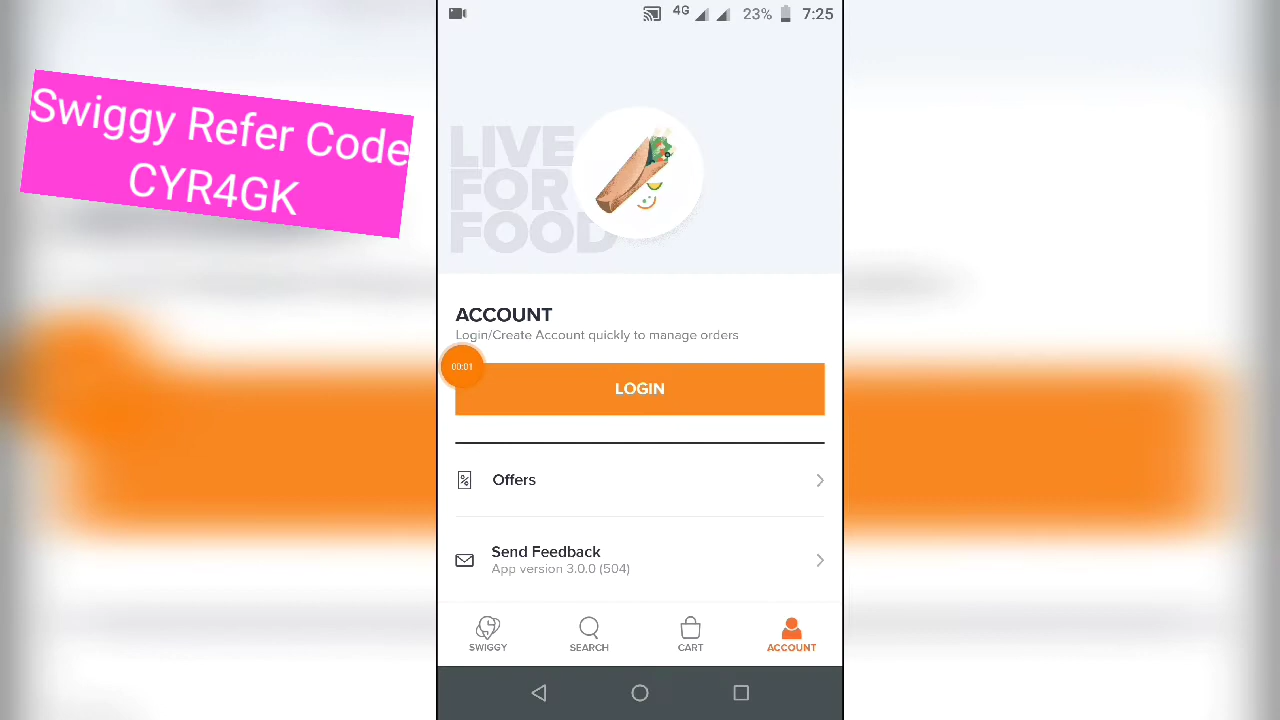 4G 23% 7:25
Swiggy Refer Code
CYR4GK
LIVE
FOR
FOOD
ACCOUNT
Login/Create Account quickly to manage orders
00:01
LOGIN
Offers
Send Feedback
App version 3.0.0 (504)
SWIGGY SEARCH CART ACCOUNT